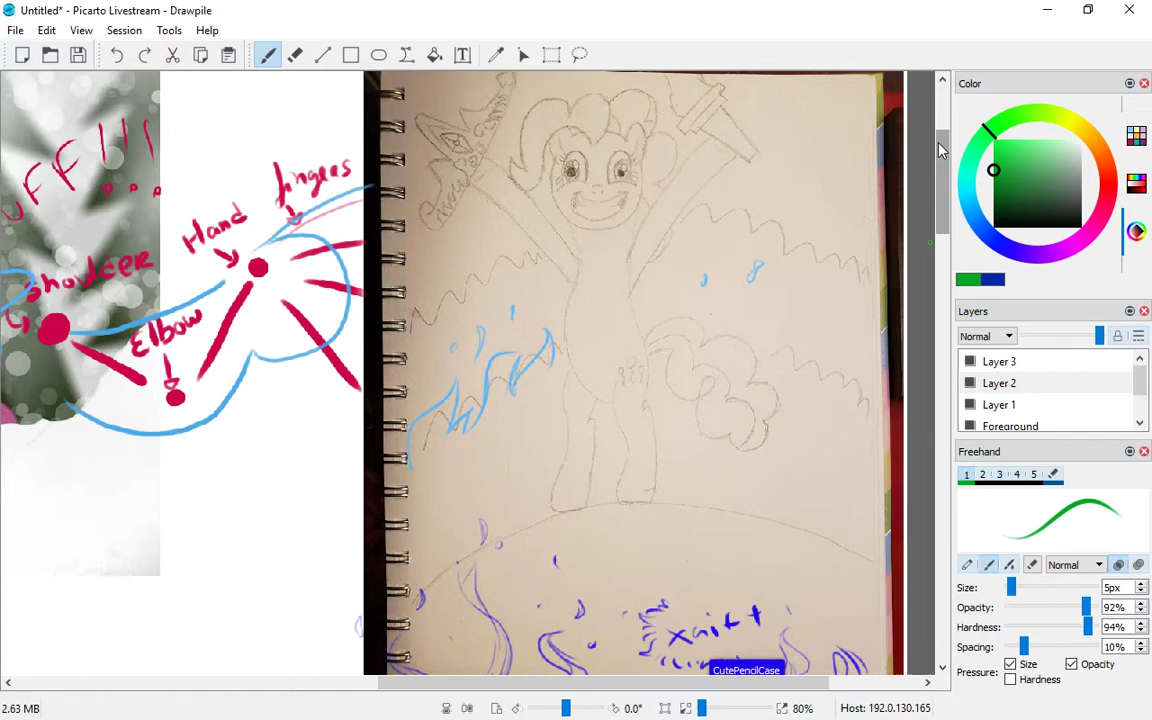 Untitled* - Picarto Livestream - Drawpile
File Edit View Session Tools Help
Color
uff!!!...
fingers
Hand
shoulder
Elbow
Layers
Normal
Layer 3
Layer 2
Layer 1
Foreground
Freehand
1 2 3 4 5
Normal
Size: 5px
Opacity: 92%
Hardness: 94%
Spacing: 10%
Pressure: Size Opacity
Hardness
CutePencilCase
2.63 MB
0.0°
80%
Host: 192.0.130.165